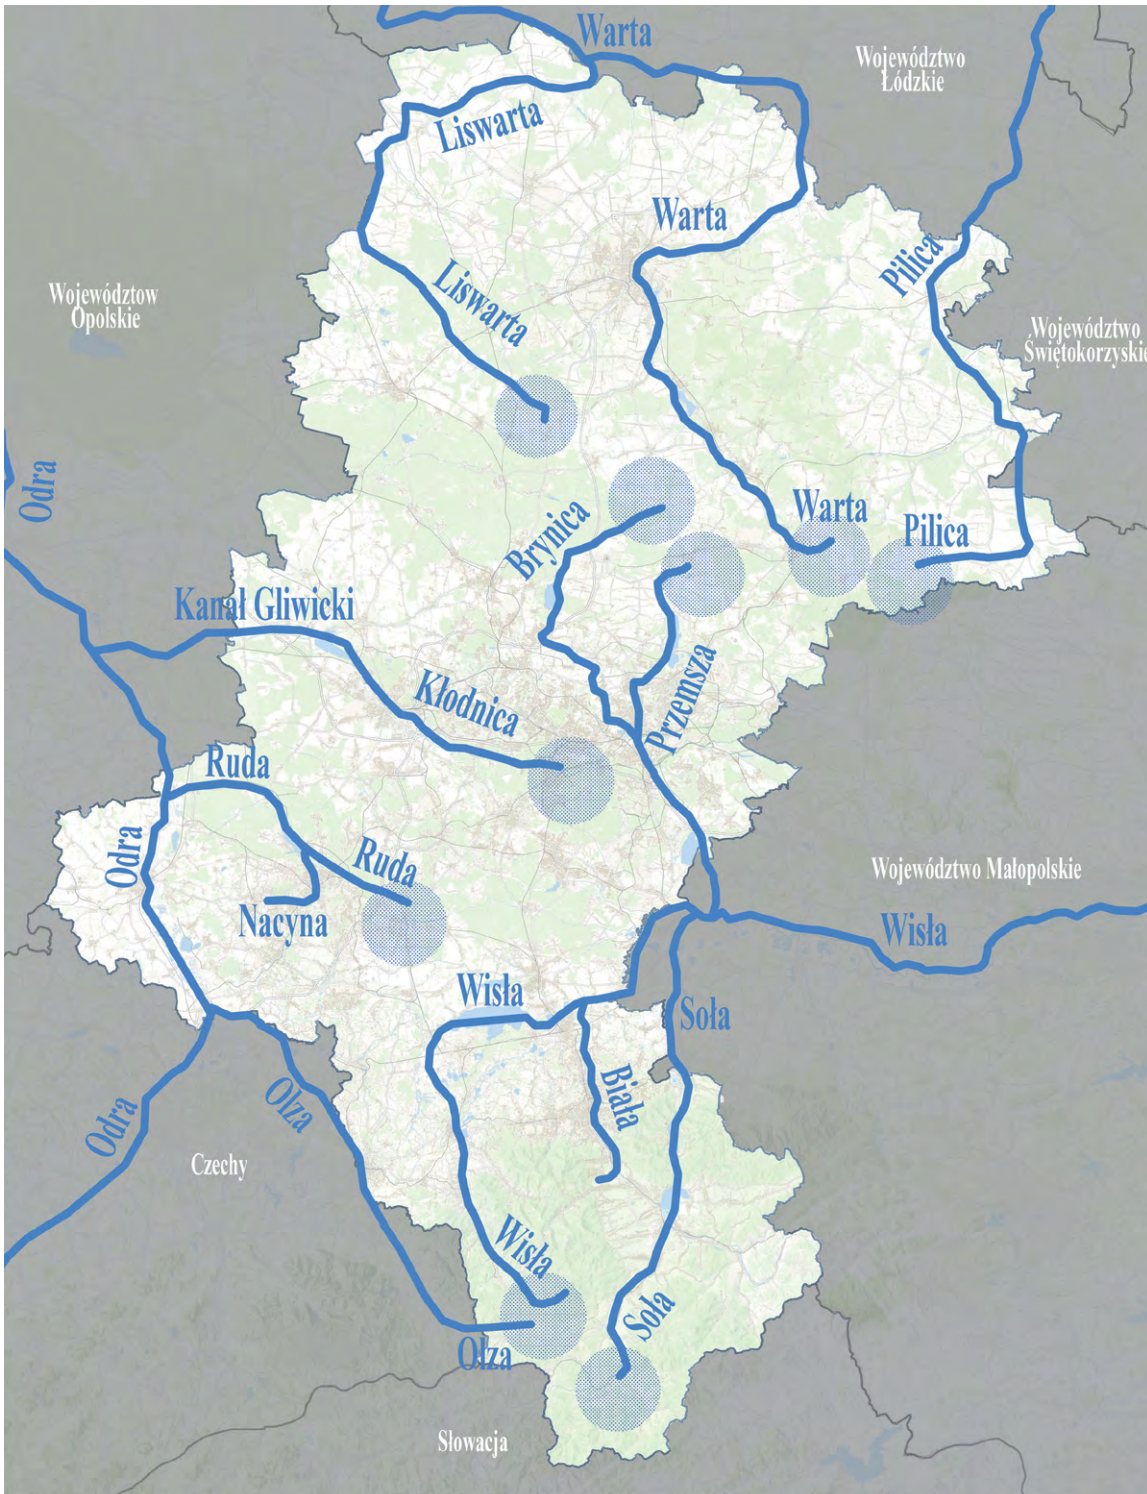 Warta
Województwo
Łódzkie
Liswarta
Warta
Pilica
Liswarta
Województow
Opolskie
Województwo
Świętokorzyskie
Odra
Brynica
Warta
Pilica
Kanał Gliwicki
Kłodnica
Przemsza
Ruda
Odra
Ruda
Województwo Małopolskie
Nacyna
Wisła
Wisła
Soła
Biała
Olza
Odra
Czechy
Wisła
Soła
Olza
Słowacja